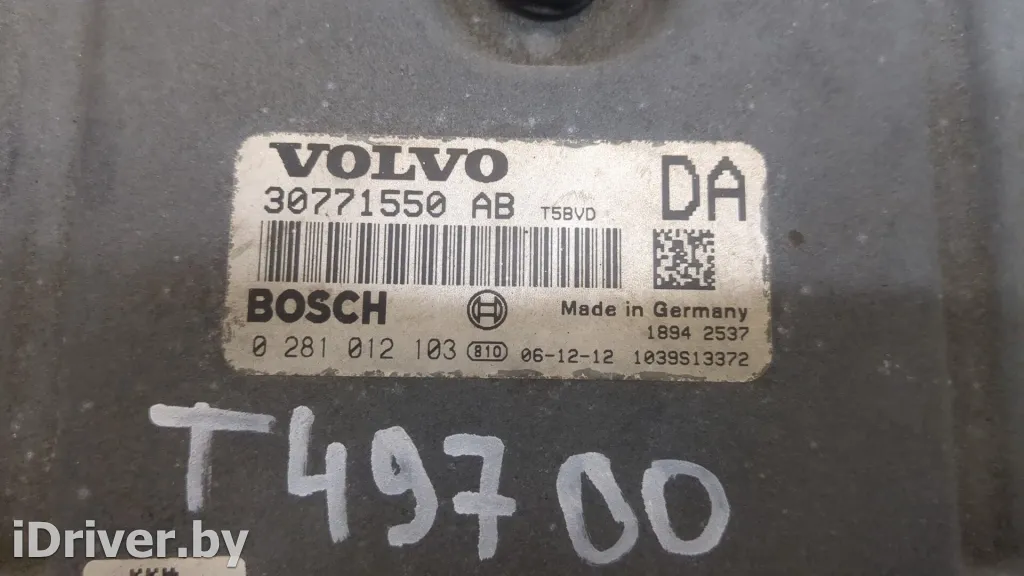 VOLVO
30771550 AB T5BVD DA
BOSCH
Made in Germany
1894 2537
0 281 012 103 810 06-12-12 1039S13372
T49700
iDriver.by